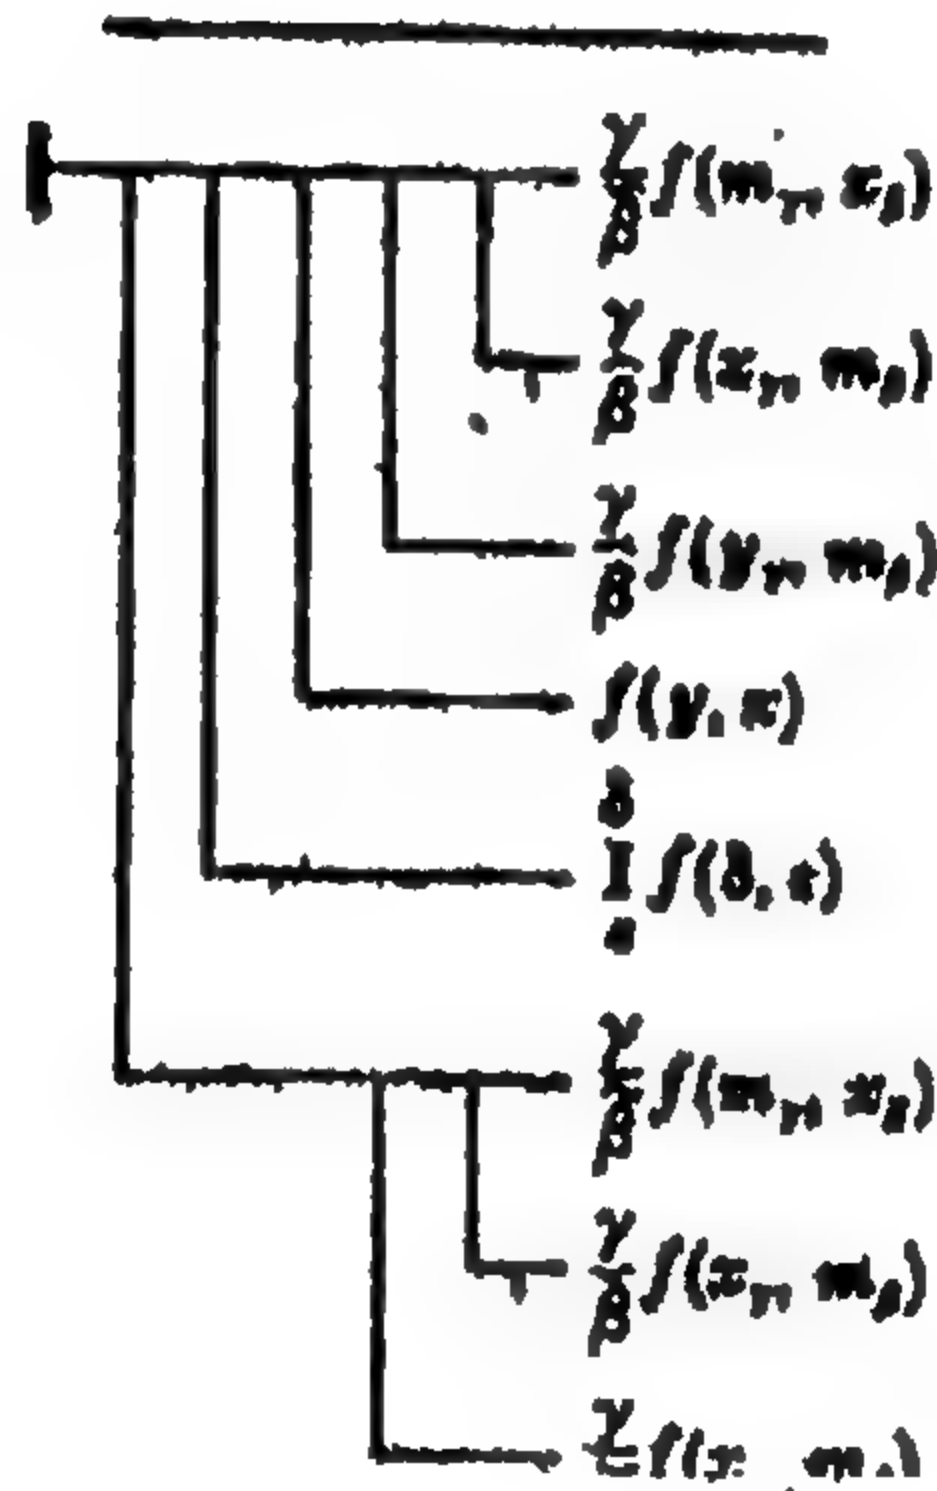 γ/β f(m_γ, x_β)
γ/β f(x_γ, m_β)
γ/β f(y_γ, m_β)
f(y, x)
δ
I f(δ, ε)
γ/β f(m_γ, x_β)
γ/β f(x_γ, m_β)